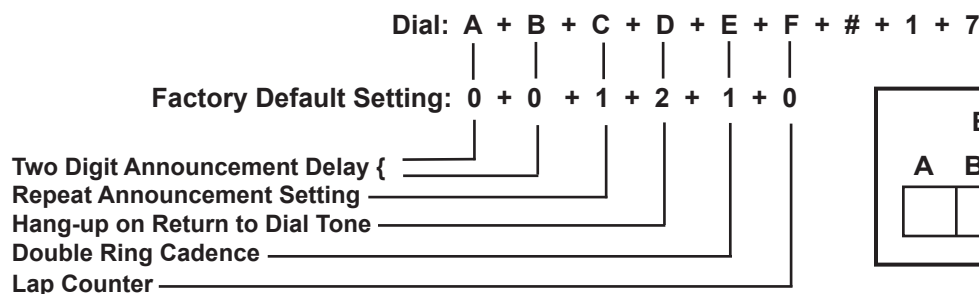 Dial: A + B + C + D + E + F + # + 1 + 7
Factory Default Setting: 0 + 0 + 1 + 2 + 1 + 0
Two Digit Announcement Delay {
Repeat Announcement Setting
Hang-up on Return to Dial Tone
Double Ring Cadence
Lap Counter
A B